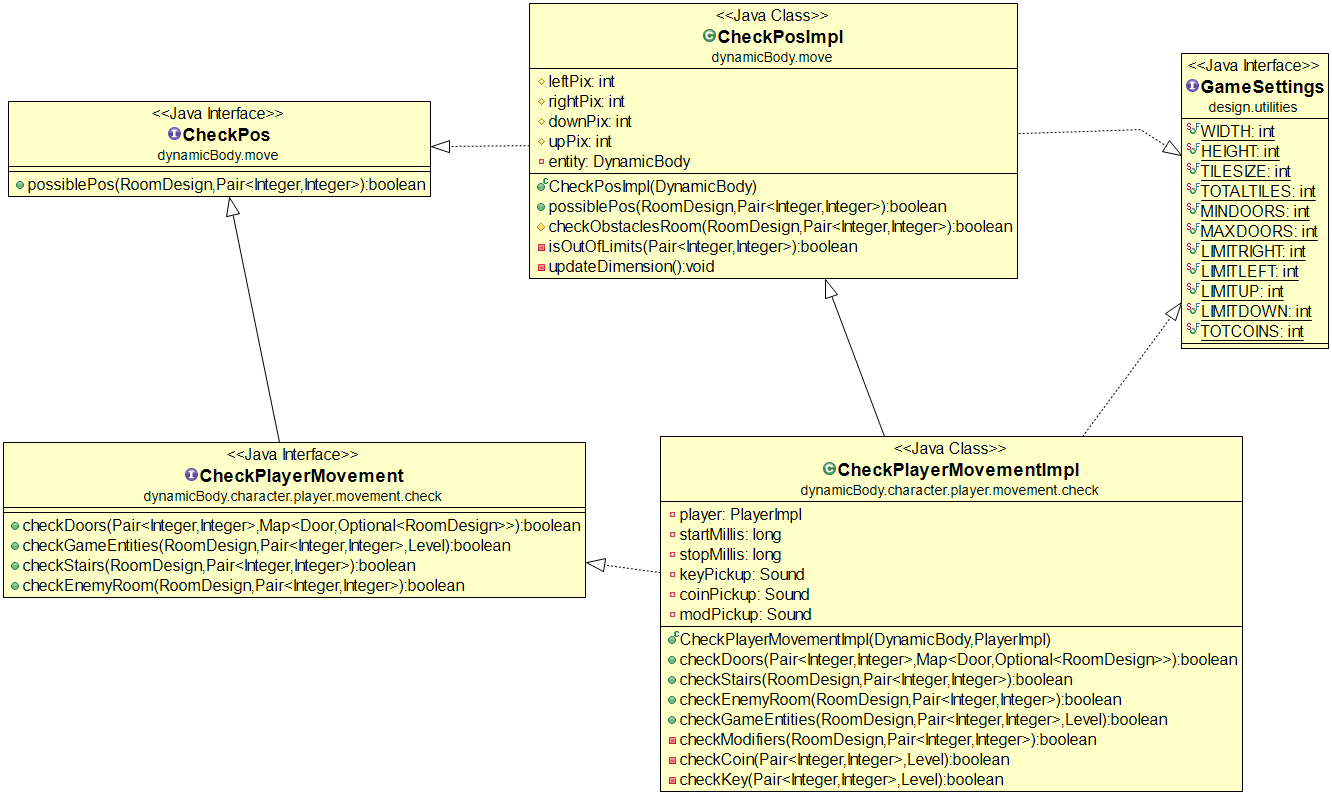 <<Java Class>>
CheckPosImpl
dynamicBody.move
leftPix: int
rightPix: int
downPix: int
upPix: int
entity: DynamicBody
CheckPosImpl(DynamicBody)
possiblePos(RoomDesign,Pair<Integer,Integer>):boolean
checkObstaclesRoom(RoomDesign,Pair<Integer,Integer>):boolean
isOutOfLimits(Pair<Integer,Integer>):boolean
updateDimension():void
<<Java Interface>>
GameSettings
design.utilities
WIDTH: int
HEIGHT: int
TILESIZE: int
TOTALTILES: int
MINDOORS: int
MAXDOORS: int
LIMITRIGHT: int
LIMITLEFT: int
LIMITUP: int
LIMITDOWN: int
TOTCOINS: int
<<Java Interface>>
CheckPos
dynamicBody.move
possiblePos(RoomDesign,Pair<Integer,Integer>):boolean
<<Java Interface>>
CheckPlayerMovement
dynamicBody.character.player.movement.check
checkDoors(Pair<Integer,Integer>,Map<Door,Optional<RoomDesign>>):boolean
checkGameEntities(RoomDesign,Pair<Integer,Integer>,Level):boolean
checkStairs(RoomDesign,Pair<Integer,Integer>):boolean
checkEnemyRoom(RoomDesign,Pair<Integer,Integer>):boolean
<<Java Class>>
CheckPlayerMovementImpl
dynamicBody.character.player.movement.check
player: PlayerImpl
startMillis: long
stopMillis: long
keyPickup: Sound
coinPickup: Sound
modPickup: Sound
CheckPlayerMovementImpl(DynamicBody,PlayerImpl)
checkDoors(Pair<Integer,Integer>,Map<Door,Optional<RoomDesign>>):boolean
checkStairs(RoomDesign,Pair<Integer,Integer>):boolean
checkEnemyRoom(RoomDesign,Pair<Integer,Integer>):boolean
checkGameEntities(RoomDesign,Pair<Integer,Integer>,Level):boolean
checkModifiers(RoomDesign,Pair<Integer,Integer>):boolean
checkCoin(Pair<Integer,Integer>,Level):boolean
checkKey(Pair<Integer,Integer>,Level):boolean